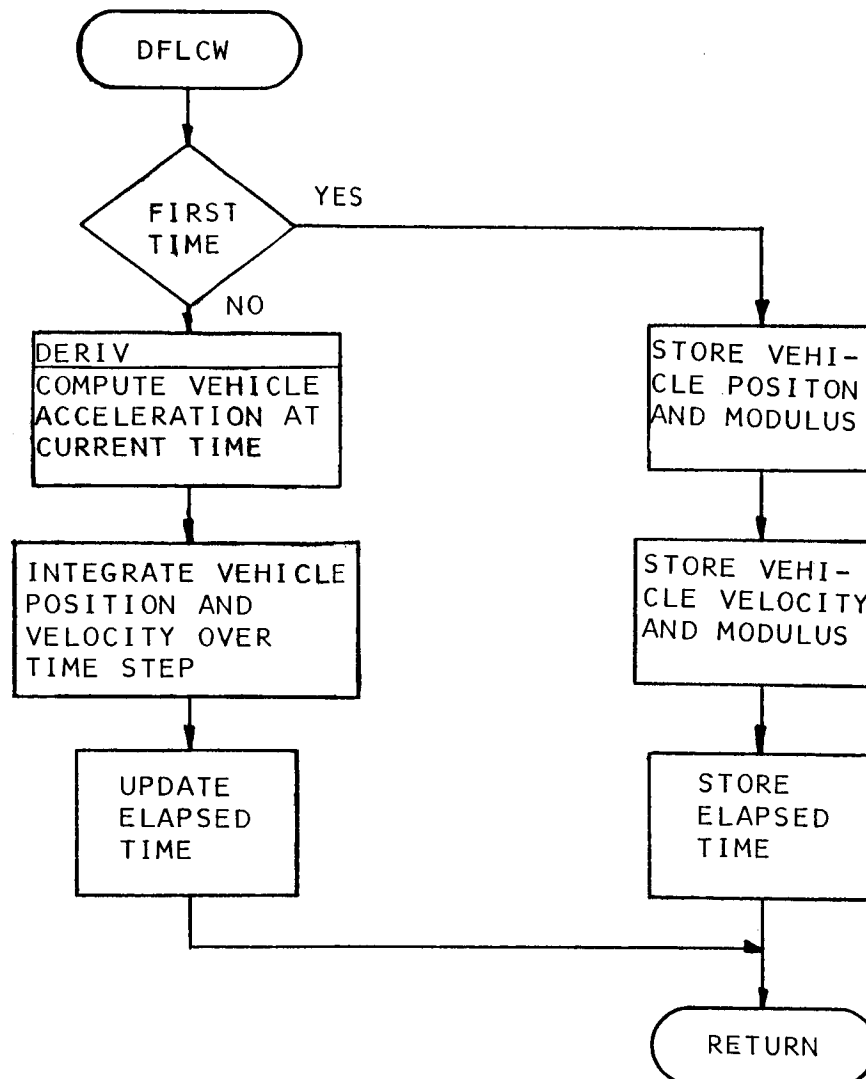 DFLCW
FIRST
TIME
YES
NO
DERIV
COMPUTE VEHICLE
ACCELERATION AT
CURRENT TIME
INTEGRATE VEHICLE
POSITION AND
VELOCITY OVER
TIME STEP
UPDATE
ELAPSED
TIME
STORE VEHI-
CLE POSITON
AND MODULUS
STORE VEHI-
CLE VELOCITY
AND MODULUS
STORE
ELAPSED
TIME
RETURN